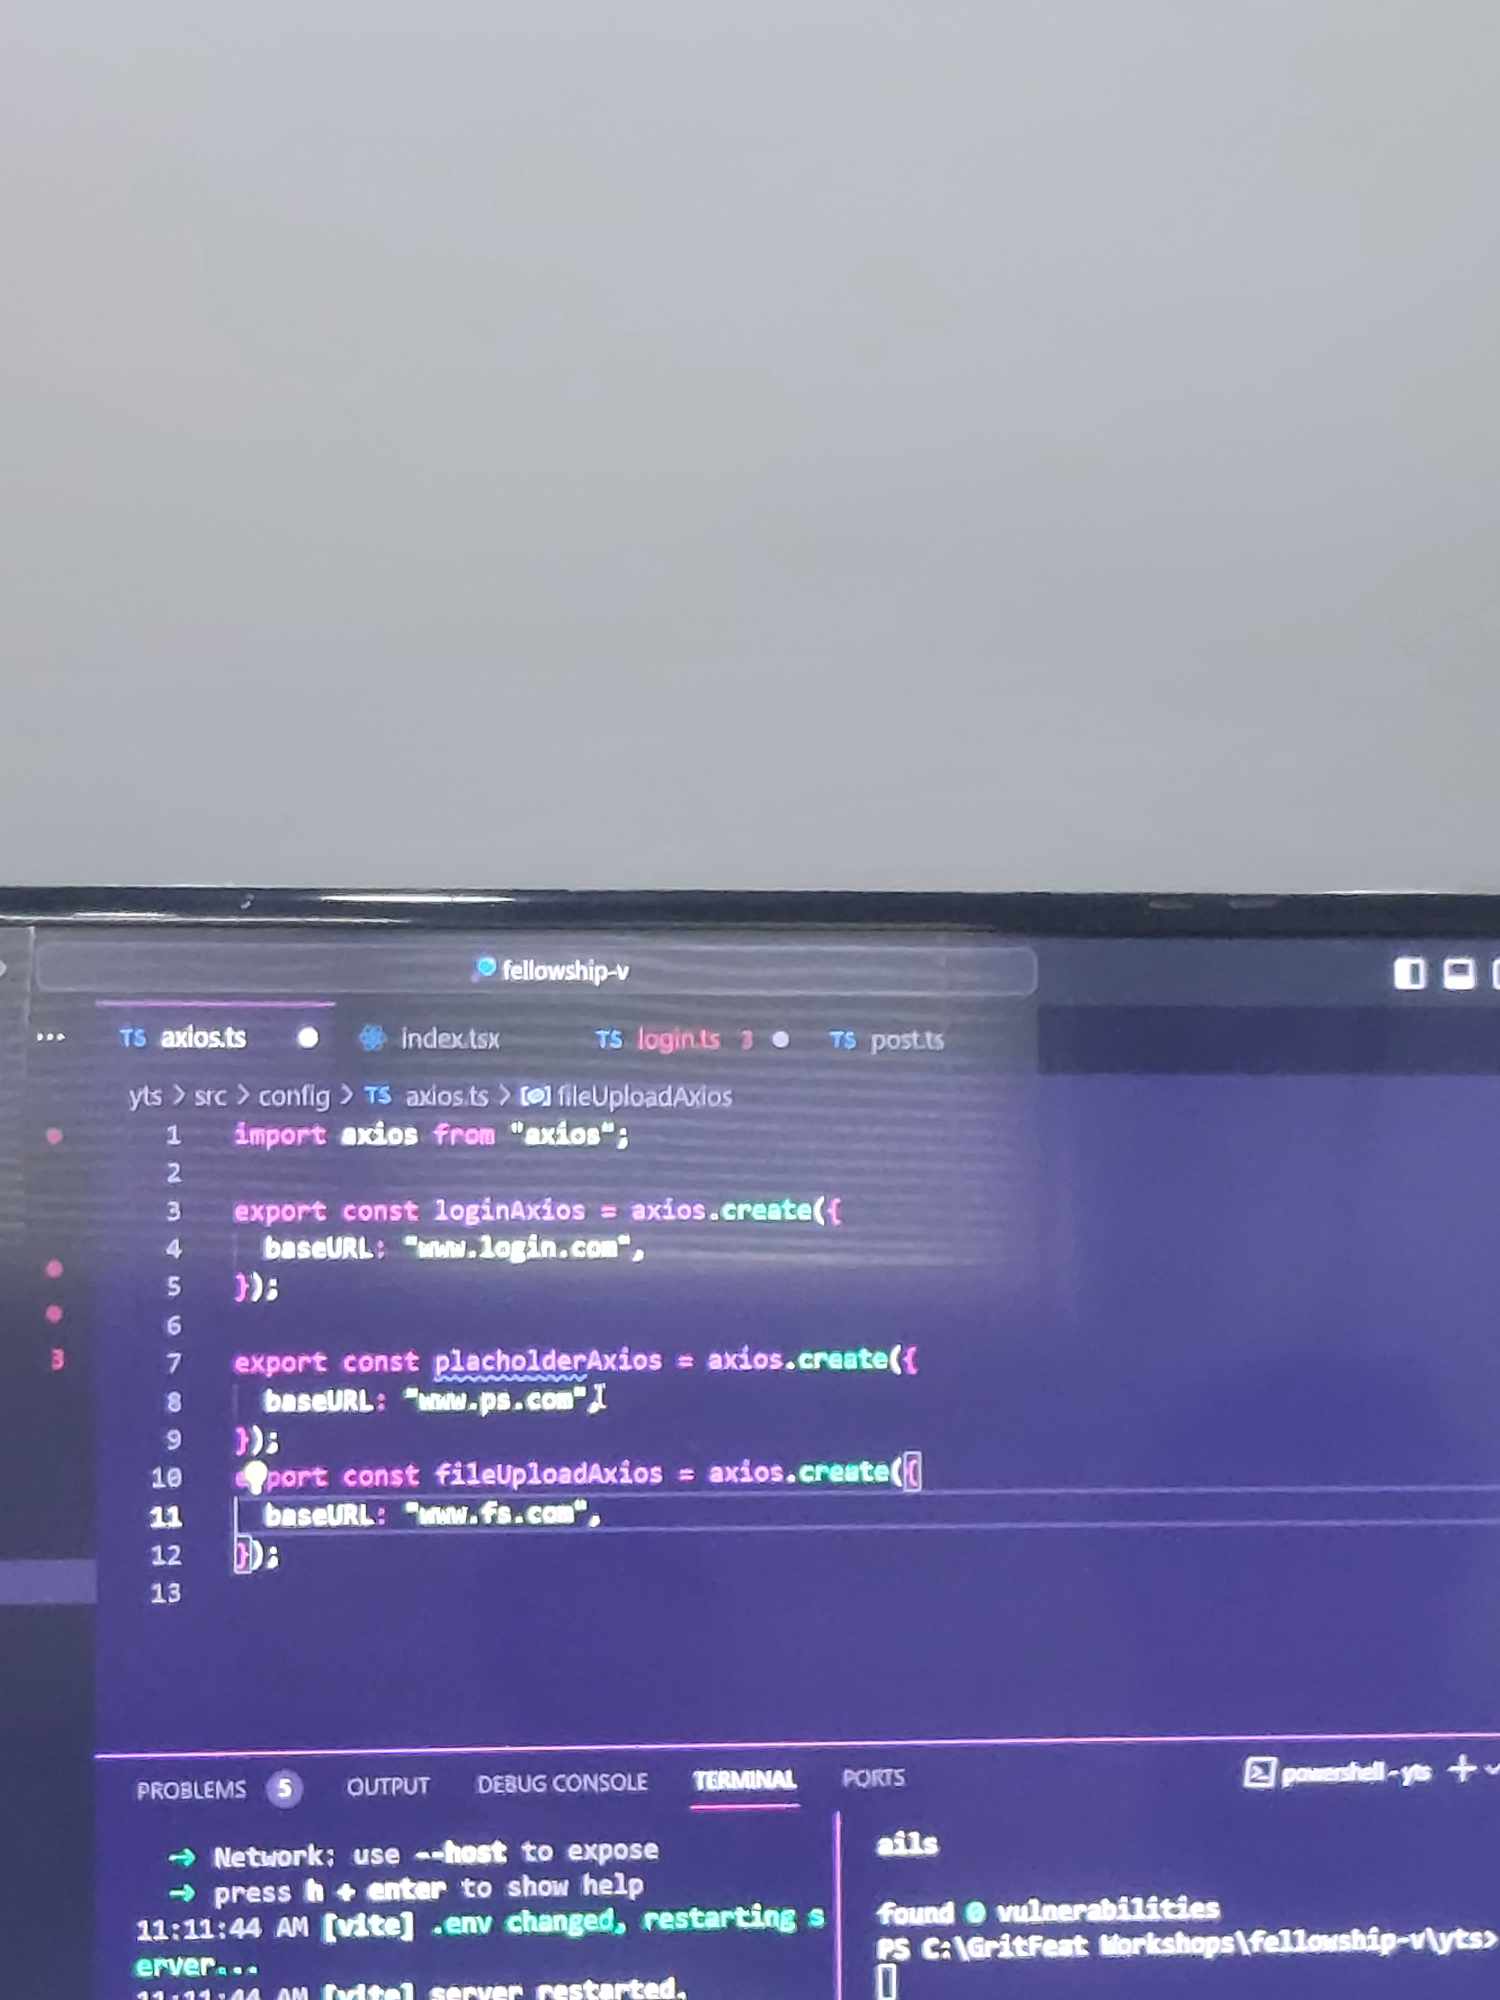 fellowship-v
... TS axios.ts index.tsx TS login.ts 3 TS post.ts
yts > src > config > TS axios.ts > fileUploadAxios
1 import axios from "axios";
2
3 export const loginAxios = axios.create({
4 baseURL: "www.login.com",
5 });
6
3
7 export const placholderAxios = axios.create({
8 baseURL: "www.ps.com",
9 });
10 export const fileUploadAxios = axios.create({
11 baseURL: "www.fs.com",
12 });
13
PROBLEMS 5 OUTPUT DEBUG CONSOLE TERMINAL PORTS powershell - yts
→ Network: use --host to expose
→ press h + enter to show help
11:11:44 AM [vite] .env changed, restarting s
erver...
11:11:44 AM [vite] server restarted.
ails
found 0 vulnerabilities
PS C:\GritFeat Workshops\fellowship-v\yts>